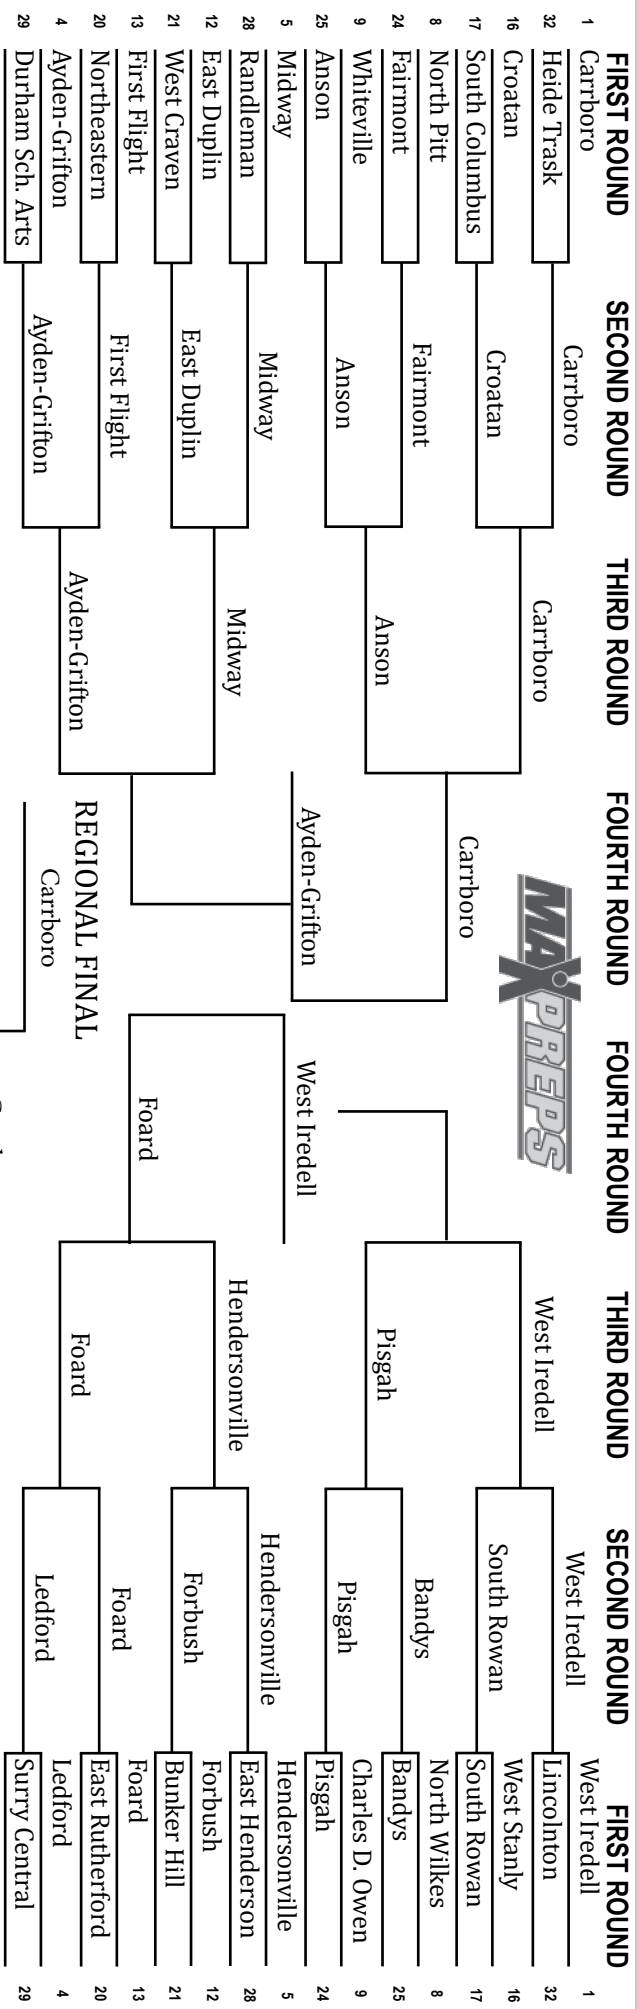 FIRST ROUND
SECOND ROUND
THIRD ROUND
FOURTH ROUND
FOURTH ROUND
THIRD ROUND
SECOND ROUND
FIRST ROUND
1 Carrboro
32 Heide Trask
16 Croatan
17 South Columbus
8 North Pitt
24 Fairmont
9 Whiteville
25 Anson
5 Midway
28 Randleman
12 East Duplin
21 West Craven
13 First Flight
20 Northeastern
4 Ayden-Grifton
29 Durham Sch. Arts
Carrboro
Croatan
Fairmont
Anson
Midway
East Duplin
First Flight
Ayden-Grifton
Carrboro
Anson
Midway
Ayden-Grifton
Carrboro
Ayden-Grifton
MAXPREPS
REGIONAL FINAL
Carrboro
West Iredell
Foard
West Iredell
Pisgah
Hendersonville
Foard
West Iredell
South Rowan
Bandys
Pisgah
Hendersonville
Forbush
Foard
Ledford
West Iredell 1
Lincolnton 32
West Stanly 16
South Rowan 17
North Wilkes 8
Bandys 25
Charles D. Owen 9
Pisgah 24
Hendersonville 5
East Henderson 28
Forbush 12
Bunker Hill 21
Foard 13
East Rutherford 20
Ledford 4
Surry Central 29